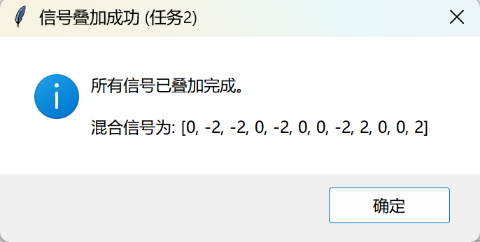 信号叠加成功 (任务2)
所有信号已叠加完成。
混合信号为: [0, -2, -2, 0, -2, 0, 0, -2, 2, 0, 0, 2]
确定